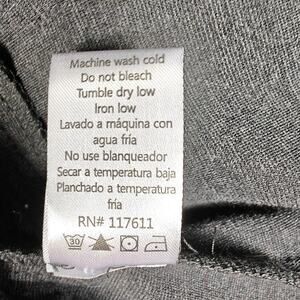 Machine wash cold
Do not bleach
Tumble dry low
Iron low
Lavado a máquina con
agua fría
No use blanqueador
Secar a temperatura baja
Planchado a temperatura
fría
RN# 117611
30